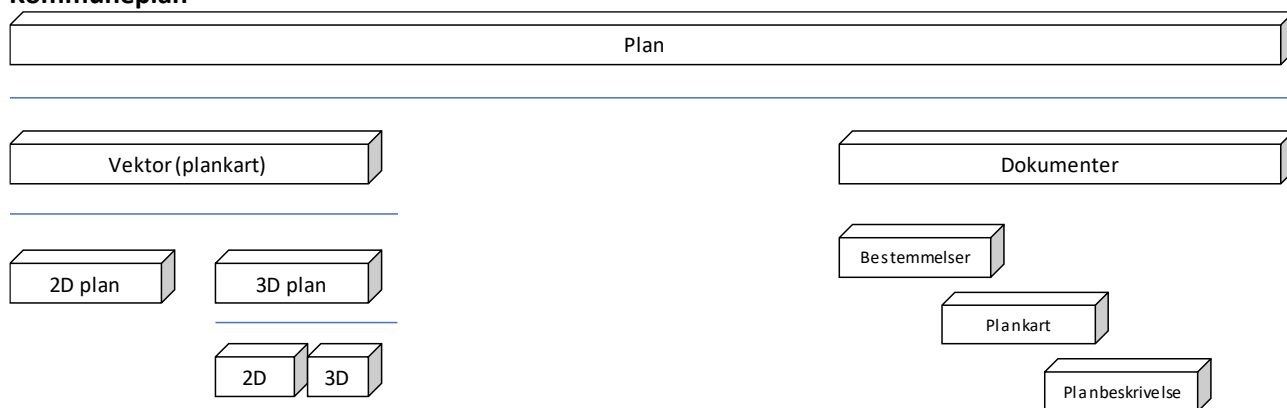 Kommuneplan
Plan
Vektor (plankart)
Dokumenter
2D plan
3D plan
Bestemmelser
Plankart
2D
3D
Planbeskrivelse